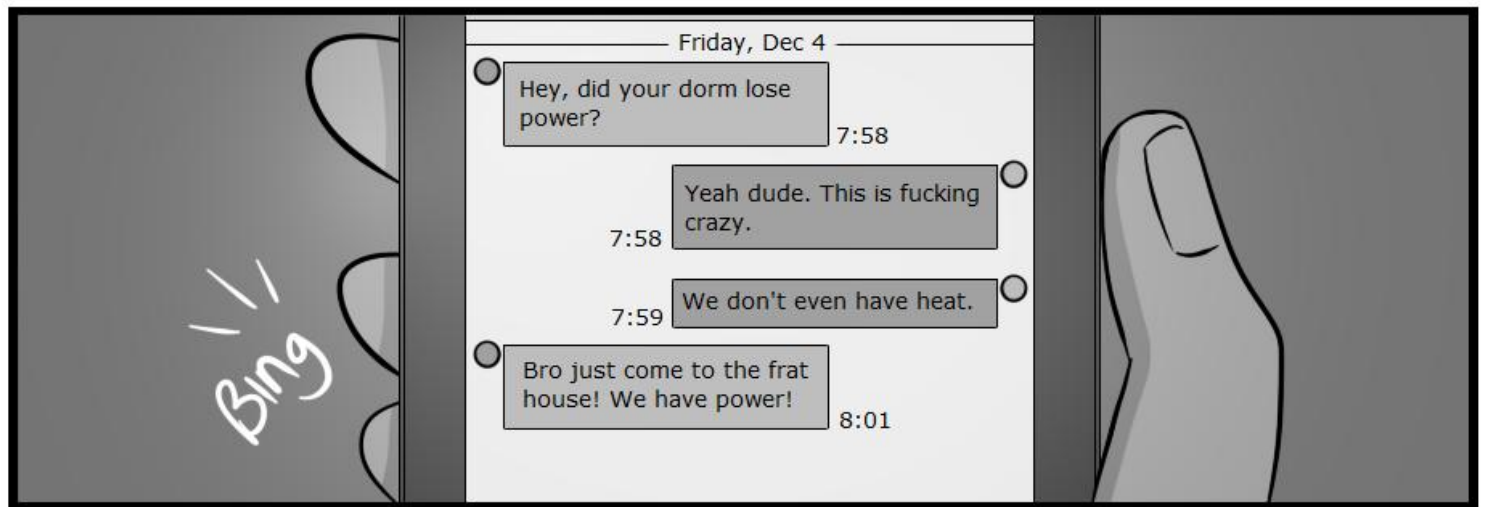 Friday, Dec 4
Hey, did your dorm lose
power?
7:58
Yeah dude. This is fucking
crazy.
7:58
We don't even have heat.
7:59
Bro just come to the frat
house! We have power!
8:01
Bing